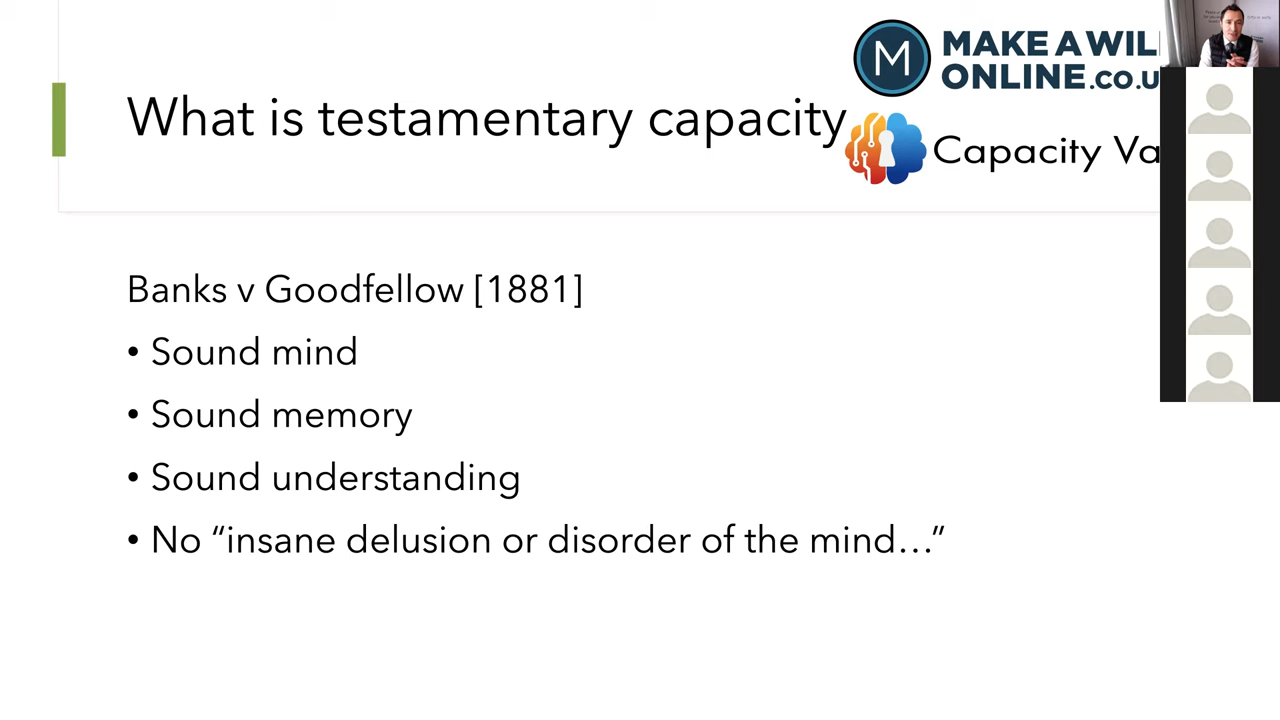 What is testamentary capacity
M
MAKE A WILL
ONLINE.co.u
Capacity Va
Banks v Goodfellow [1881]
• Sound mind
• Sound memory
• Sound understanding
• No “insane delusion or disorder of the mind…”